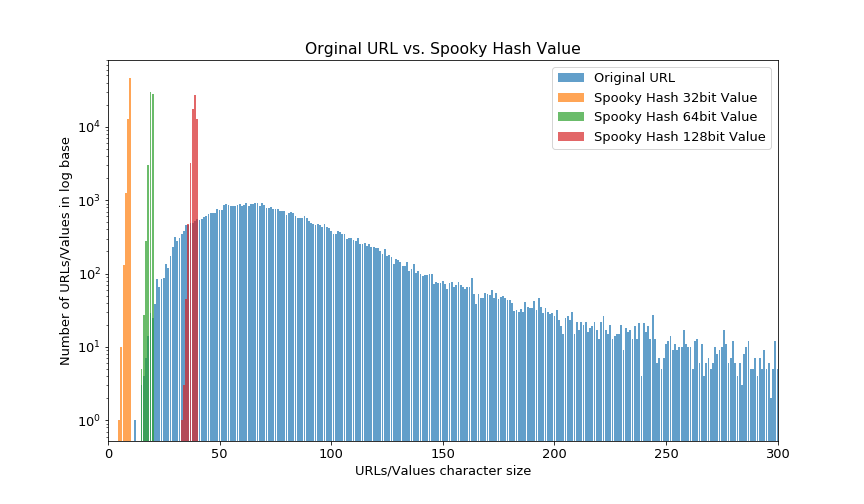 Orginal URL vs. Spooky Hash Value
Original URL
Spooky Hash 32bit Value
Spooky Hash 64bit Value
Spooky Hash 128bit Value
Number of URLs/Values in log base
10⁴
10³
10²
10¹
10⁰
0 50 100 150 200 250 300
URLs/Values character size